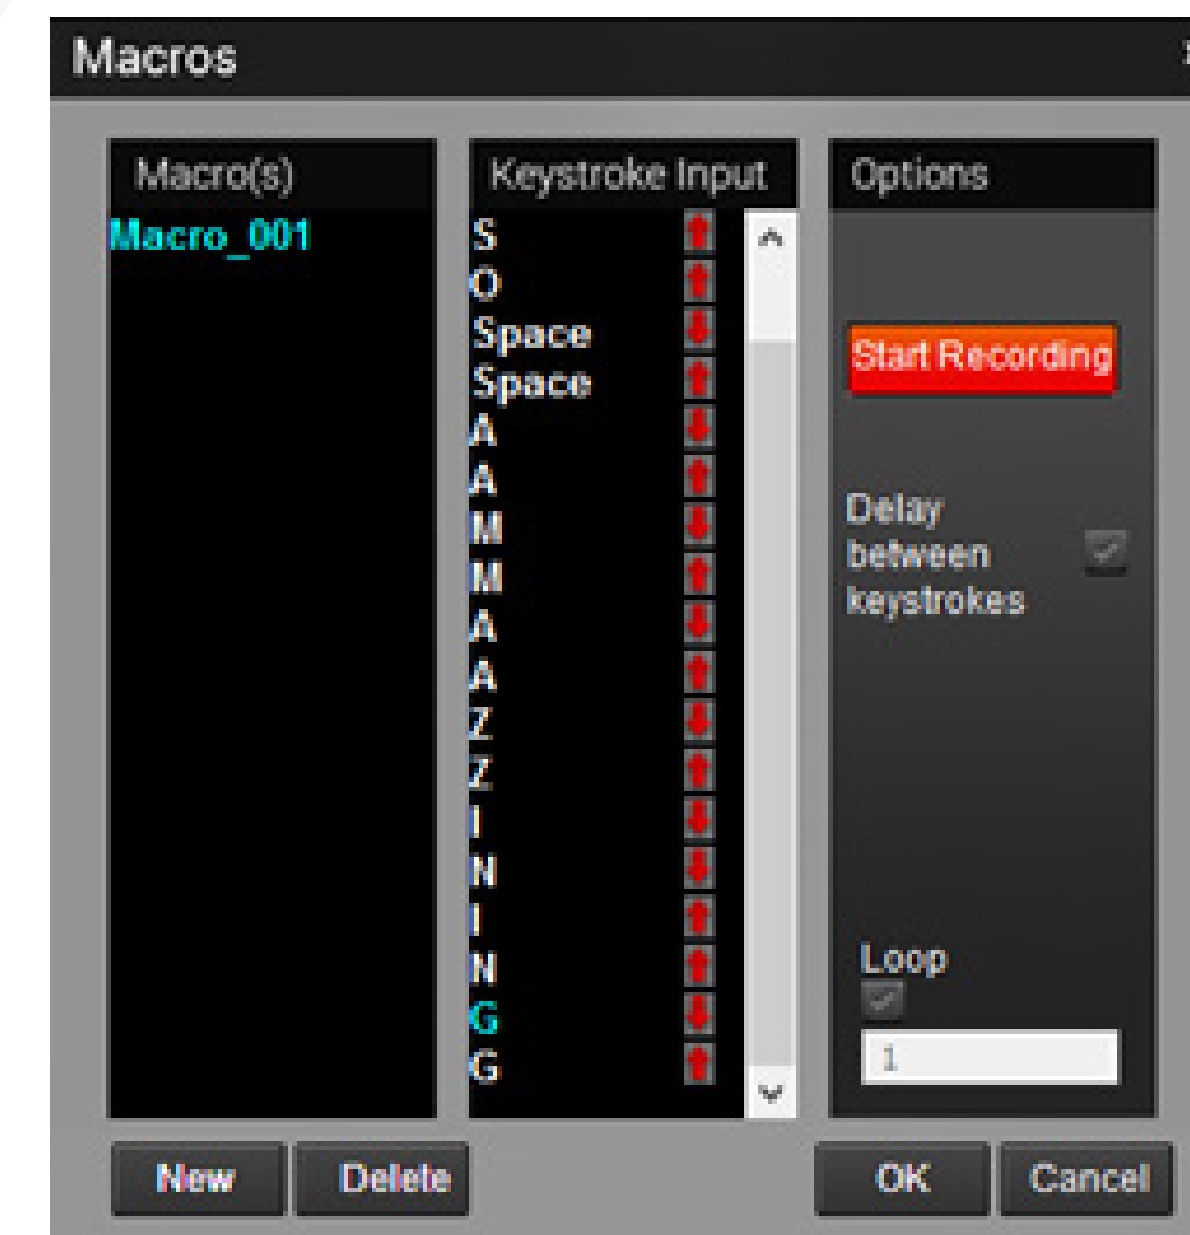 Macros
Macro(s)
Macro_001
Keystroke Input
S
O
Space
Space
A
A
M
M
A
A
Z
Z
I
N
I
N
G
G
Options
Start Recording
Delay
between
keystrokes
Loop
1
New
Delete
OK
Cancel